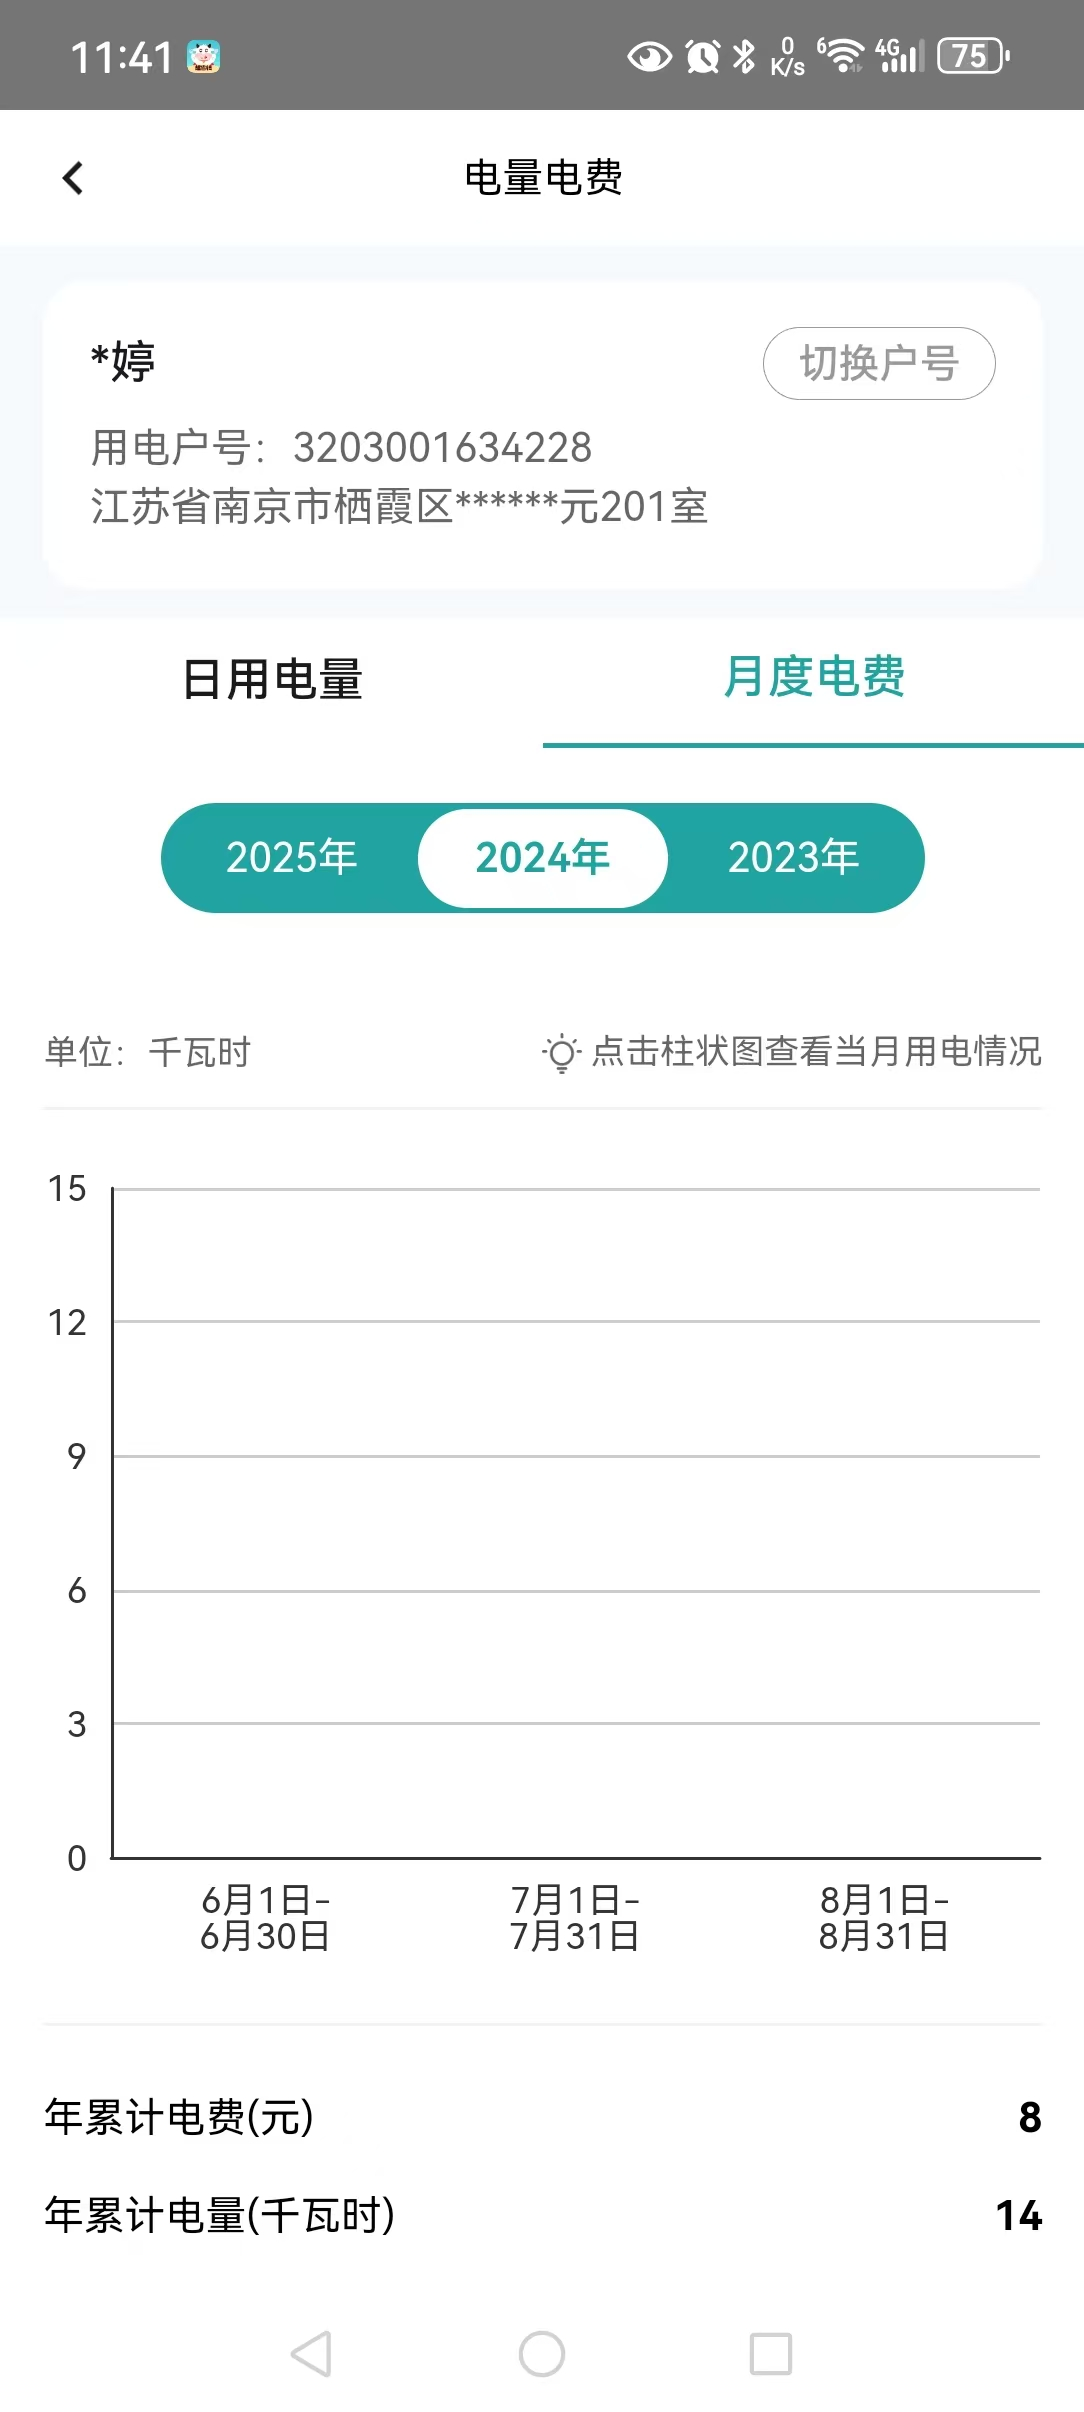 11:41
0
K/s
6
4G
75
电量电费
*婷
切换户号
用电户号：3203001634228
江苏省南京市栖霞区******元201室
日用电量
月度电费
2025年
2024年
2023年
单位：千瓦时
点击柱状图查看当月用电情况
15
12
9
6
3
0
6月1日-
6月30日
7月1日-
7月31日
8月1日-
8月31日
年累计电费(元)
8
年累计电量(千瓦时)
14